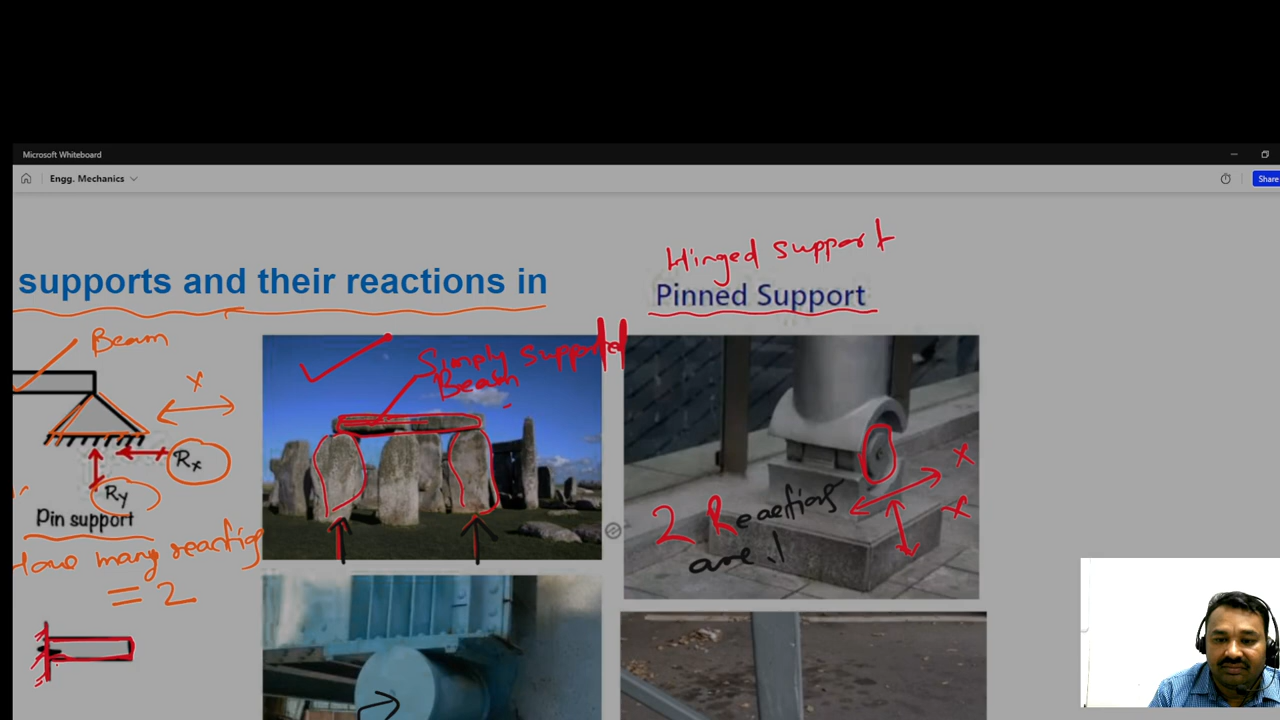 Microsoft Whiteboard
Engg. Mechanics
Share
Hinged support
supports and their reactions in
Pinned Support
Beam
Simply supported
Beam
x
x
Rx
Ry
x
Pin support
2 Reactions
are
How many reactions
= 2